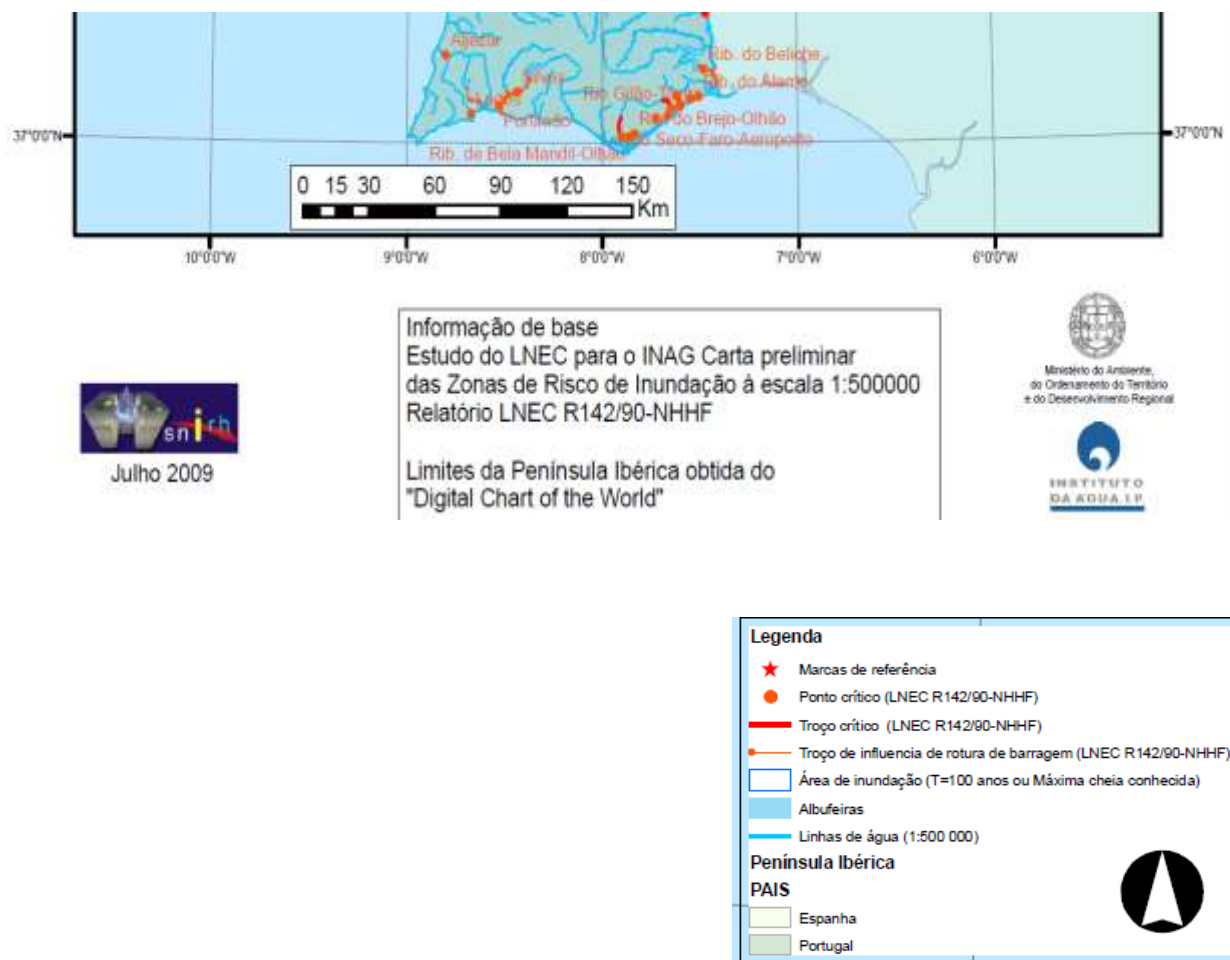 Aljezur
Rib. do Beliche
Rib. do Álamo
Portimão
Rib. do Brejo-Olhão
Seco-Faro-Aeroporto
Rib. de Bela Mandil-Olhão
37°0'0"N
37°0'0"N
0 15 30 60 90 120 150
Km
10°0'0"W 9°0'0"W 8°0'0"W 7°0'0"W 6°0'0"W
Informação de base
Estudo do LNEC para o INAG Carta preliminar
das Zonas de Risco de Inundação à escala 1:500000
Relatório LNEC R142/90-NHHF
Limites da Península Ibérica obtida do
"Digital Chart of the World"
snirh
Julho 2009
Ministério do Ambiente,
do Ordenamento do Território
e do Desenvolvimento Regional
INSTITUTO
DA ÁGUA, I.P.
Legenda
Marcas de referência
Ponto crítico (LNEC R142/90-NHHF)
Troço crítico (LNEC R142/90-NHHF)
Troço de influencia de rotura de barragem (LNEC R142/90-NHHF)
Área de inundação (T=100 anos ou Máxima cheia conhecida)
Albufeiras
Linhas de água (1:500 000)
Península Ibérica
PAIS
Espanha
Portugal